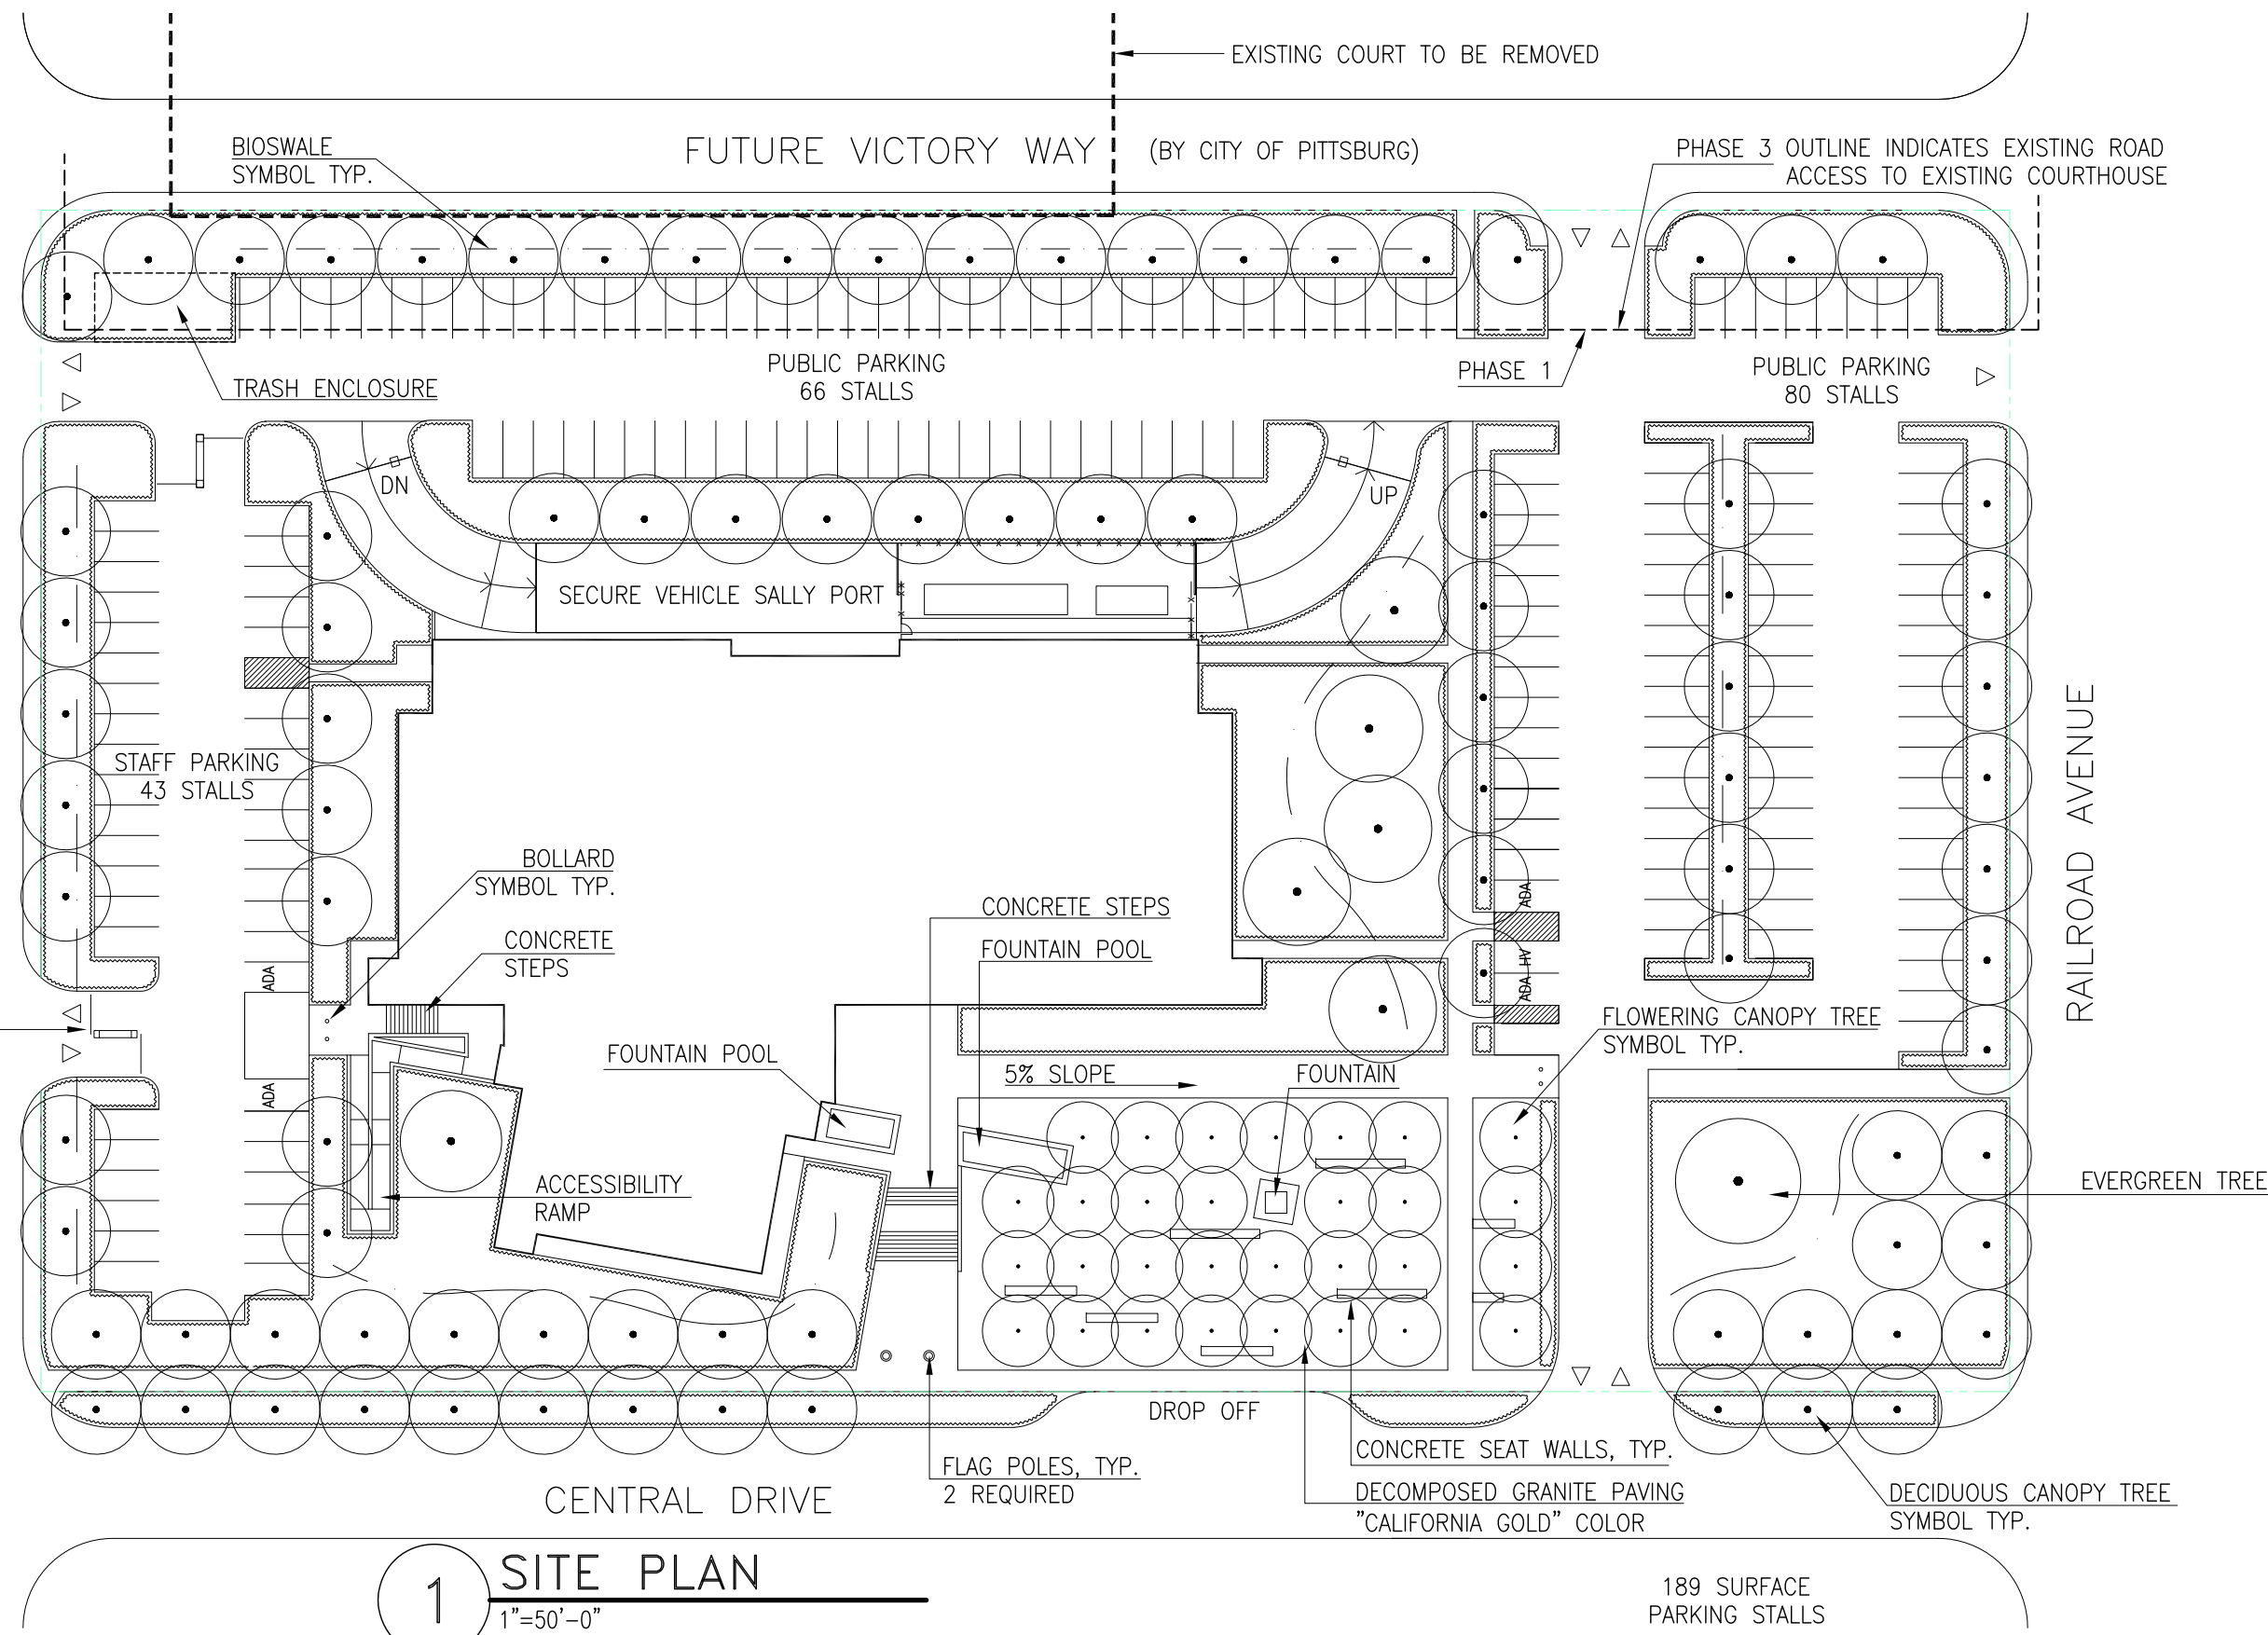 EXISTING COURT TO BE REMOVED
BIOSWALE
SYMBOL TYP.
FUTURE VICTORY WAY (BY CITY OF PITTSBURG)
PHASE 3 OUTLINE INDICATES EXISTING ROAD
ACCESS TO EXISTING COURTHOUSE
TRASH ENCLOSURE
PUBLIC PARKING
66 STALLS
PHASE 1
PUBLIC PARKING
80 STALLS
DN
UP
SECURE VEHICLE SALLY PORT
STAFF PARKING
43 STALLS
RAILROAD AVENUE
BOLLARD
SYMBOL TYP.
CONCRETE
STEPS
CONCRETE STEPS
FOUNTAIN POOL
ADA
ADA HV
ADA
ADA
FOUNTAIN POOL
5% SLOPE
FOUNTAIN
FLOWERING CANOPY TREE
SYMBOL TYP.
ACCESSIBILITY
RAMP
EVERGREEN TREE
DROP OFF
FLAG POLES, TYP.
2 REQUIRED
CONCRETE SEAT WALLS, TYP.
DECOMPOSED GRANITE PAVING
"CALIFORNIA GOLD" COLOR
DECIDUOUS CANOPY TREE
SYMBOL TYP.
CENTRAL DRIVE
1 SITE PLAN
1"=50'-0"
189 SURFACE
PARKING STALLS